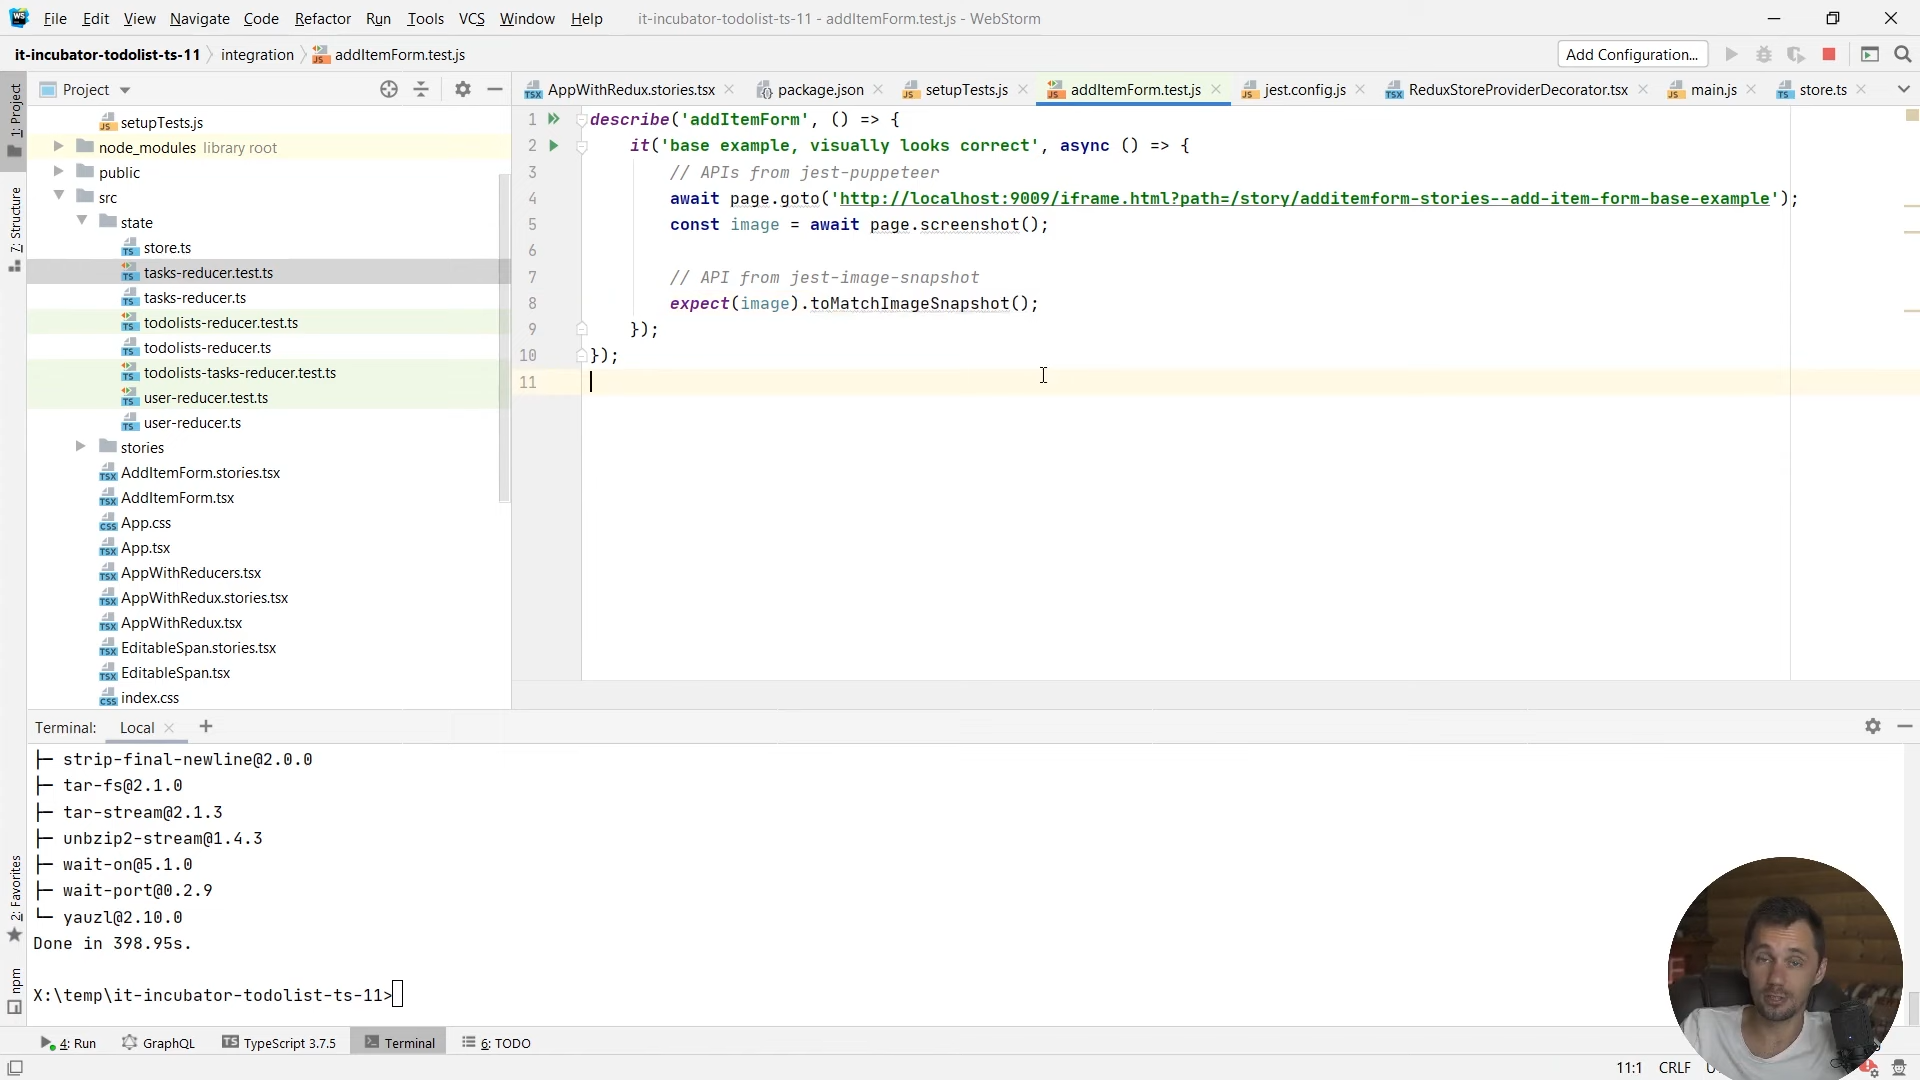 WS File Edit View Navigate Code Refactor Run Tools VCS Window Help it-incubator-todolist-ts-11 - addItemForm.test.js - WebStorm
it-incubator-todolist-ts-11 integration addItemForm.test.js Add Configuration...
1: Project
7: Structure
2: Favorites
npm
Project
AppWithRedux.stories.tsx package.json setupTests.js addItemForm.test.js jest.config.js ReduxStoreProviderDecorator.tsx main.js store.ts
setupTests.js
node_modules library root
public
src
state
store.ts
tasks-reducer.test.ts
tasks-reducer.ts
todolists-reducer.test.ts
todolists-reducer.ts
todolists-tasks-reducer.test.ts
user-reducer.test.ts
user-reducer.ts
stories
AddItemForm.stories.tsx
AddItemForm.tsx
App.css
App.tsx
AppWithReducers.tsx
AppWithRedux.stories.tsx
AppWithRedux.tsx
EditableSpan.stories.tsx
EditableSpan.tsx
index.css
1 describe('addItemForm', () => {
2 it('base example, visually looks correct', async () => {
3 // APIs from jest-puppeteer
4 await page.goto('http://localhost:9009/iframe.html?path=/story/additemform-stories--add-item-form-base-example');
5 const image = await page.screenshot();
6
7 // API from jest-image-snapshot
8 expect(image).toMatchImageSnapshot();
9 });
10 });
11
Terminal: Local
├─ strip-final-newline@2.0.0
├─ tar-fs@2.1.0
├─ tar-stream@2.1.3
├─ unbzip2-stream@1.4.3
├─ wait-on@5.1.0
├─ wait-port@0.2.9
└─ yauzl@2.10.0
Done in 398.95s.
X:\temp\it-incubator-todolist-ts-11>
4: Run GraphQL TypeScript 3.7.5 Terminal 6: TODO
11:1 CRLF